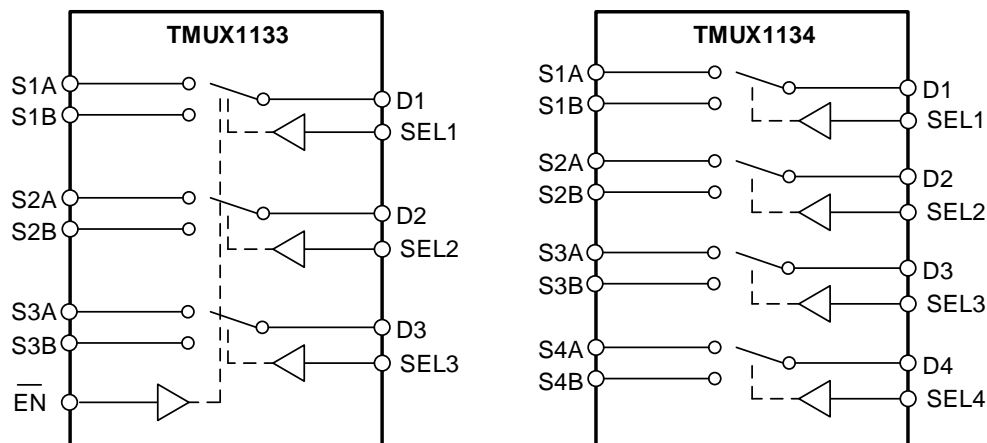 TMUX1133
S1A
S1B
D1
SEL1
S2A
S2B
D2
SEL2
S3A
S3B
D3
SEL3
E̅N̅
TMUX1134
S1A
S1B
D1
SEL1
S2A
S2B
D2
SEL2
S3A
S3B
D3
SEL3
S4A
S4B
D4
SEL4